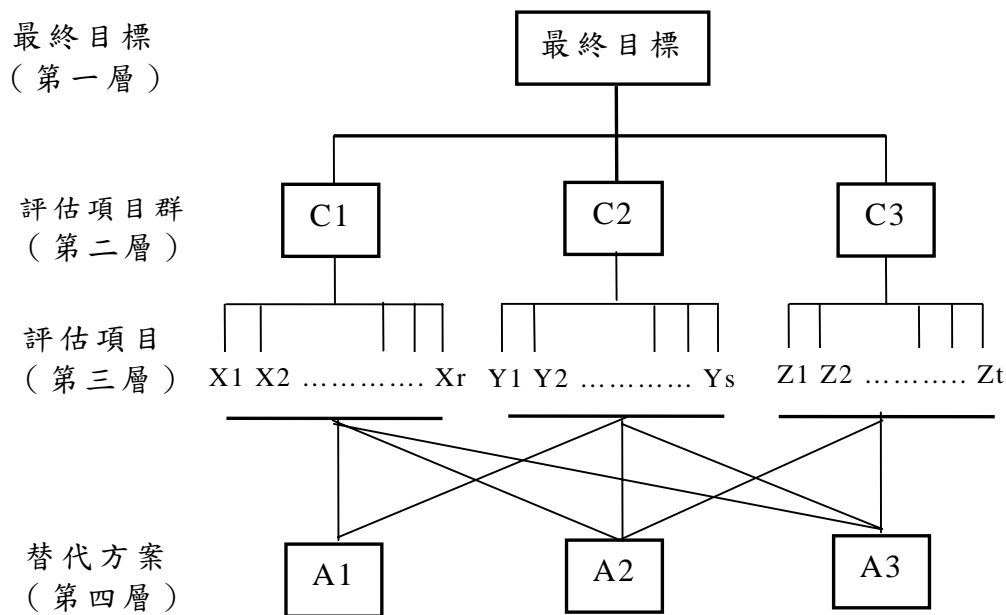 最終目標
（第一層）
最終目標
評估項目群
（第二層）
C1
C2
C3
評估項目
（第三層）
X1 X2 ………….. Xr
Y1 Y2 ………… Ys
Z1 Z2 ……….. Zt
替代方案
（第四層）
A1
A2
A3